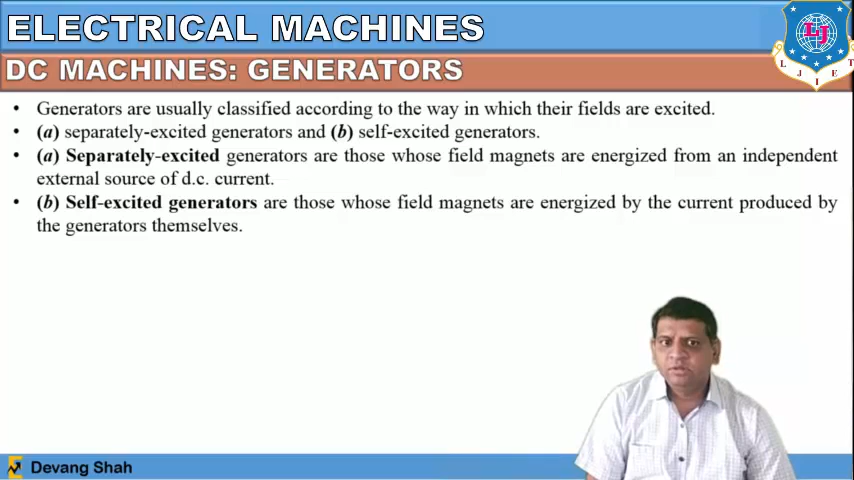 ELECTRICAL MACHINES
DC MACHINES: GENERATORS
• Generators are usually classified according to the way in which their fields are excited.
• (a) separately-excited generators and (b) self-excited generators.
• (a) Separately-excited generators are those whose field magnets are energized from an independent
external source of d.c. current.
• (b) Self-excited generators are those whose field magnets are energized by the current produced by
the generators themselves.
LJ
L J I E T
Devang Shah